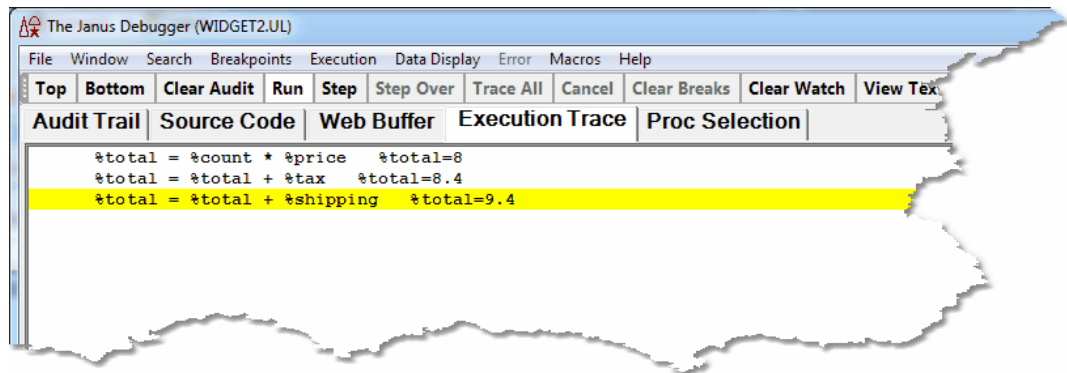 The Janus Debugger (WIDGET2.UL)
File Window Search Breakpoints Execution Data Display Error Macros Help
Top Bottom Clear Audit Run Step Step Over Trace All Cancel Clear Breaks Clear Watch View Text
Audit Trail Source Code Web Buffer Execution Trace Proc Selection
%total = %count * %price %total=8
%total = %total + %tax %total=8.4
%total = %total + %shipping %total=9.4